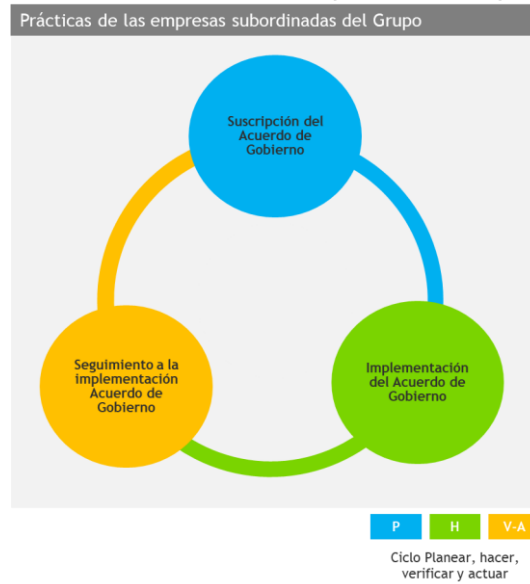 Prácticas de las empresas subordinadas del Grupo
Suscripción del
Acuerdo de
Gobierno
Seguimiento a la
implementación
Acuerdo de
Gobierno
Implementación
del Acuerdo de
Gobierno
P H V-A
Ciclo Planear, hacer,
verificar y actuar